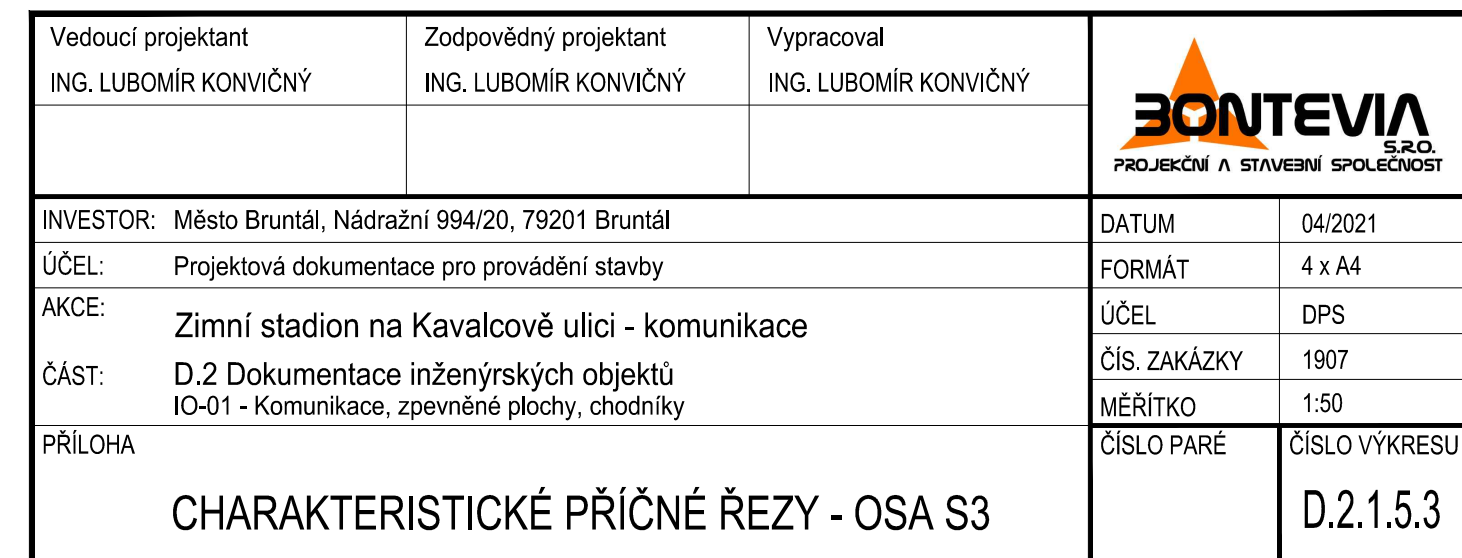 Vedoucí projektant
ING. LUBOMÍR KONVIČNÝ
Zodpovědný projektant
ING. LUBOMÍR KONVIČNÝ
Vypracoval
ING. LUBOMÍR KONVIČNÝ
BONTEVIA
S.R.O.
PROJEKČNÍ A STAVEBNÍ SPOLEČNOST
INVESTOR: Město Bruntál, Nádražní 994/20, 79201 Bruntál
ÚČEL: Projektová dokumentace pro provádění stavby
AKCE: Zimní stadion na Kavalcově ulici - komunikace
ČÁST: D.2 Dokumentace inženýrských objektů
IO-01 - Komunikace, zpevněné plochy, chodníky
DATUM 04/2021
FORMÁT 4 x A4
ÚČEL DPS
ČÍS. ZAKÁZKY 1907
MĚŘÍTKO 1:50
PŘÍLOHA
CHARAKTERISTICKÉ PŘÍČNÉ ŘEZY - OSA S3
ČÍSLO PARÉ
ČÍSLO VÝKRESU
D.2.1.5.3